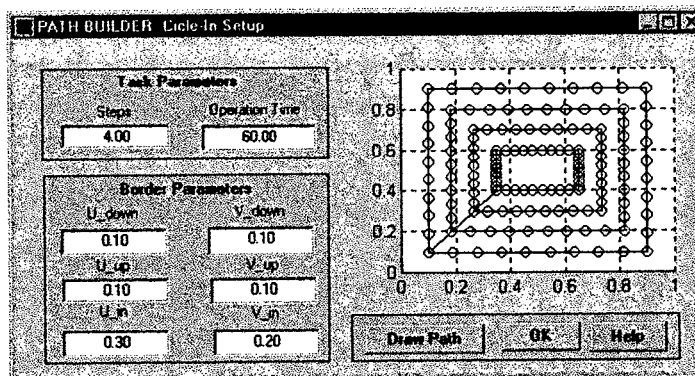 PATH BUILDER Cicle-In Setup
Task Parameters
Steps Operation Time
4.00 60.00
Border Parameters
U_down V_down
0.10 0.10
U_up V_up
0.10 0.10
U_in V_in
0.30 0.20
1
0.8
0.6
0.4
0.2
0
0 0.2 0.4 0.6 0.8 1
Draw Path OK Help